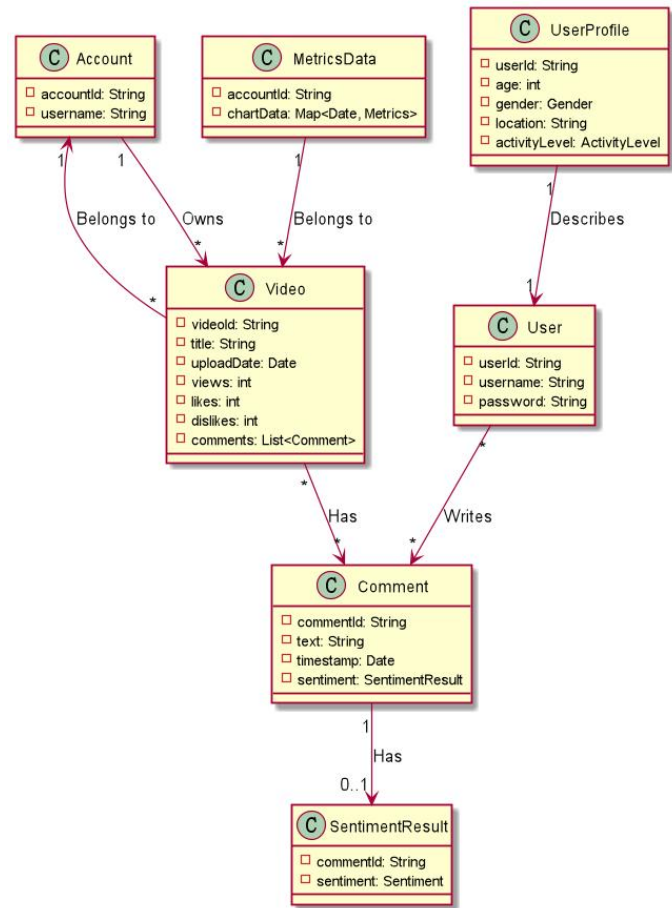 C Account
accountId: String
username: String
C MetricsData
accountId: String
chartData: Map<Date, Metrics>
C UserProfile
userId: String
age: int
gender: Gender
location: String
activityLevel: ActivityLevel
1
1
1
1
Belongs to
Owns
Belongs to
Describes
*
*
*
1
C Video
videoId: String
title: String
uploadDate: Date
views: int
likes: int
dislikes: int
comments: List<Comment>
C User
userId: String
username: String
password: String
*
*
Has
Writes
*
*
C Comment
commentId: String
text: String
timestamp: Date
sentiment: SentimentResult
1
Has
0..1
C SentimentResult
commentId: String
sentiment: Sentiment